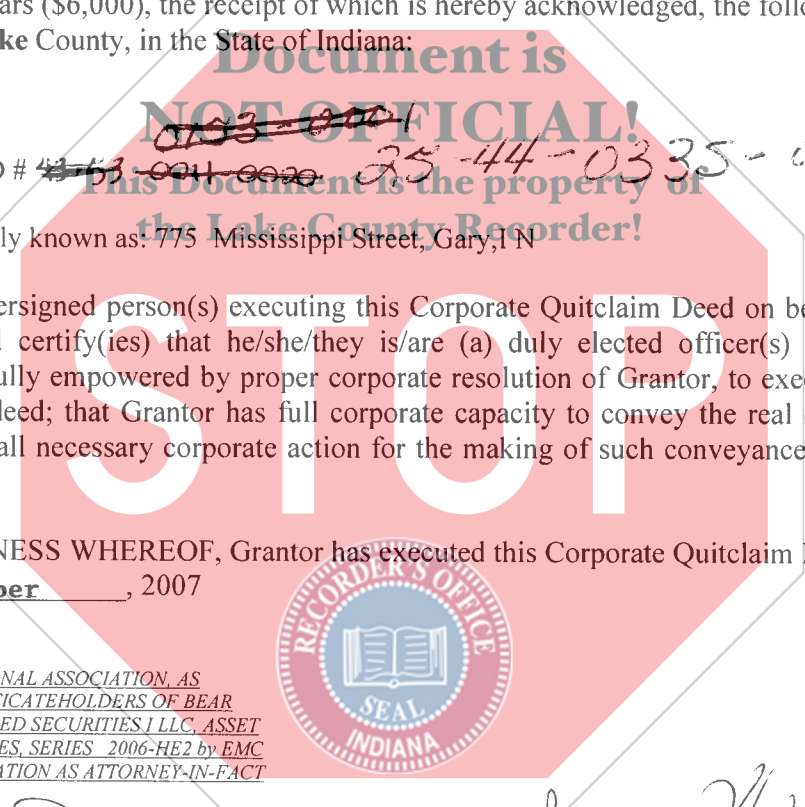 ars ($6,000), the receipt of which is hereby acknowledged, the follo
ke County, in the State of Indiana:
Document is
NOT OFFICIAL!
This Document is the property of
the Lake County Recorder!
# 25-44-0335-
ly known as: 775 Mississippi Street, Gary,I N
ersigned person(s) executing this Corporate Quitclaim Deed on be
certify(ies) that he/she/they is/are (a) duly elected officer(s)
ully empowered by proper corporate resolution of Grantor, to exec
deed; that Grantor has full corporate capacity to convey the real
all necessary corporate action for the making of such conveyance
STOP
NESS WHEREOF, Grantor has executed this Corporate Quitclaim
ber , 2007
RECORDER'S OFFICE
SEAL
INDIANA
NAL ASSOCIATION, AS
ICATEHOLDERS OF BEAR
ED SECURITIES I LLC, ASSET
ES, SERIES 2006-HE2 by EMC
ATION AS ATTORNEY-IN-FACT